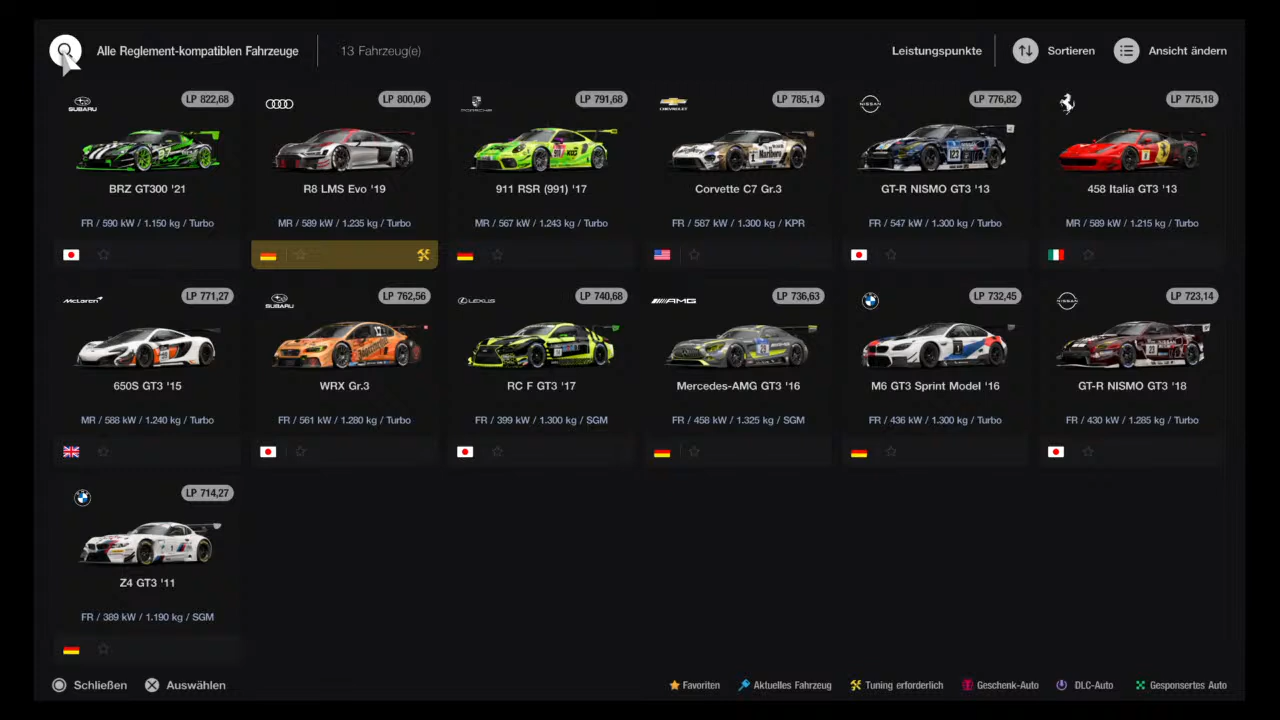 Alle Reglement-kompatiblen Fahrzeuge 13 Fahrzeug(e) Leistungspunkte Sortieren Ansicht ändern
SUBARU LP 822,68 LP 800,06 PORSCHE LP 791,68 CHEVROLET LP 785,14 NISSAN LP 776,82 LP 775,18
BRZ GT300 '21 R8 LMS Evo '19 911 RSR (991) '17 Corvette C7 Gr.3 GT-R NISMO GT3 '13 458 Italia GT3 '13
FR / 590 kW / 1.150 kg / Turbo MR / 589 kW / 1.235 kg / Turbo MR / 567 kW / 1.243 kg / Turbo FR / 587 kW / 1.300 kg / KPR FR / 547 kW / 1.300 kg / Turbo MR / 589 kW / 1.215 kg / Turbo
McLaren LP 771,27 SUBARU LP 762,56 LEXUS LP 740,68 AMG LP 736,63 LP 732,45 NISSAN LP 723,14
650S GT3 '15 WRX Gr.3 RC F GT3 '17 Mercedes-AMG GT3 '16 M6 GT3 Sprint Model '16 GT-R NISMO GT3 '18
MR / 588 kW / 1.240 kg / Turbo FR / 561 kW / 1.280 kg / Turbo FR / 399 kW / 1.300 kg / SGM FR / 458 kW / 1.325 kg / SGM FR / 436 kW / 1.300 kg / Turbo FR / 430 kW / 1.285 kg / Turbo
LP 714,27
Z4 GT3 '11
FR / 389 kW / 1.190 kg / SGM
Schließen Auswählen Favoriten Aktuelles Fahrzeug Tuning erforderlich Geschenk-Auto DLC-Auto Gesponsertes Auto